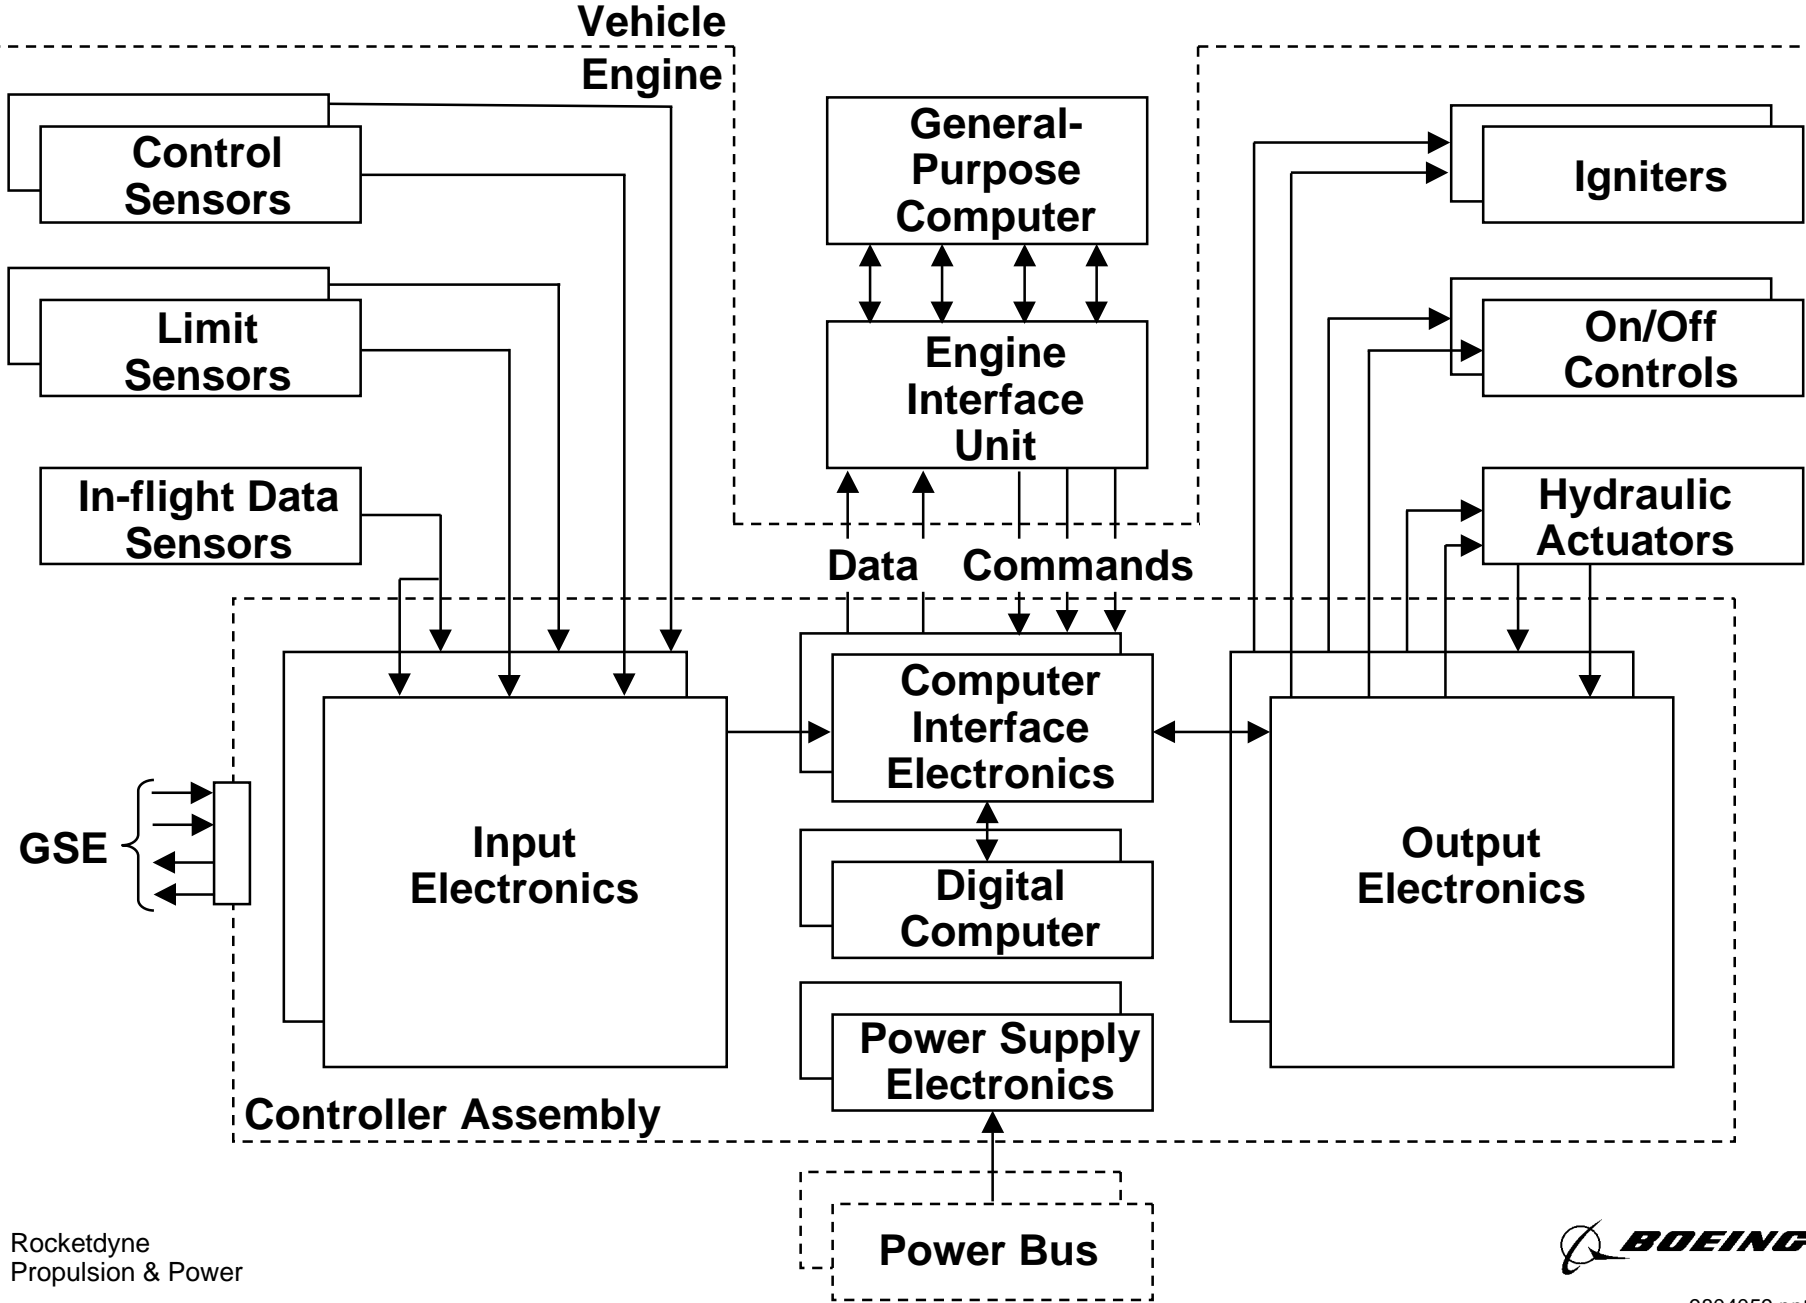 Vehicle
Engine
Control
Sensors
Limit
Sensors
In-flight Data
Sensors
General-
Purpose
Computer
Engine
Interface
Unit
Data
Commands
Igniters
On/Off
Controls
Hydraulic
Actuators
GSE
Input
Electronics
Computer
Interface
Electronics
Digital
Computer
Power Supply
Electronics
Output
Electronics
Controller Assembly
Power Bus
Rocketdyne
Propulsion & Power
BOEING